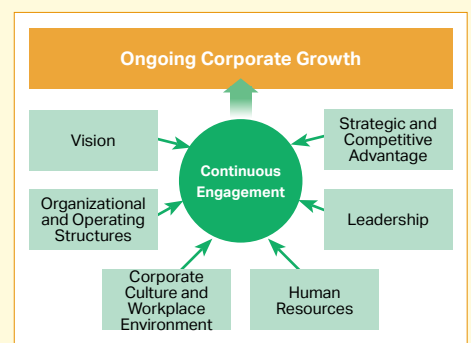 Ongoing Corporate Growth
Vision
Strategic and
Competitive
Advantage
Continuous
Engagement
Organizational
and Operating
Structures
Leadership
Corporate
Culture and
Workplace
Environment
Human
Resources